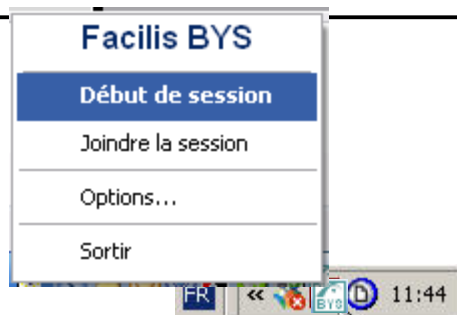 Facilis BYS
Début de session
Joindre la session
Options...
Sortir
FR « BYS 11:44